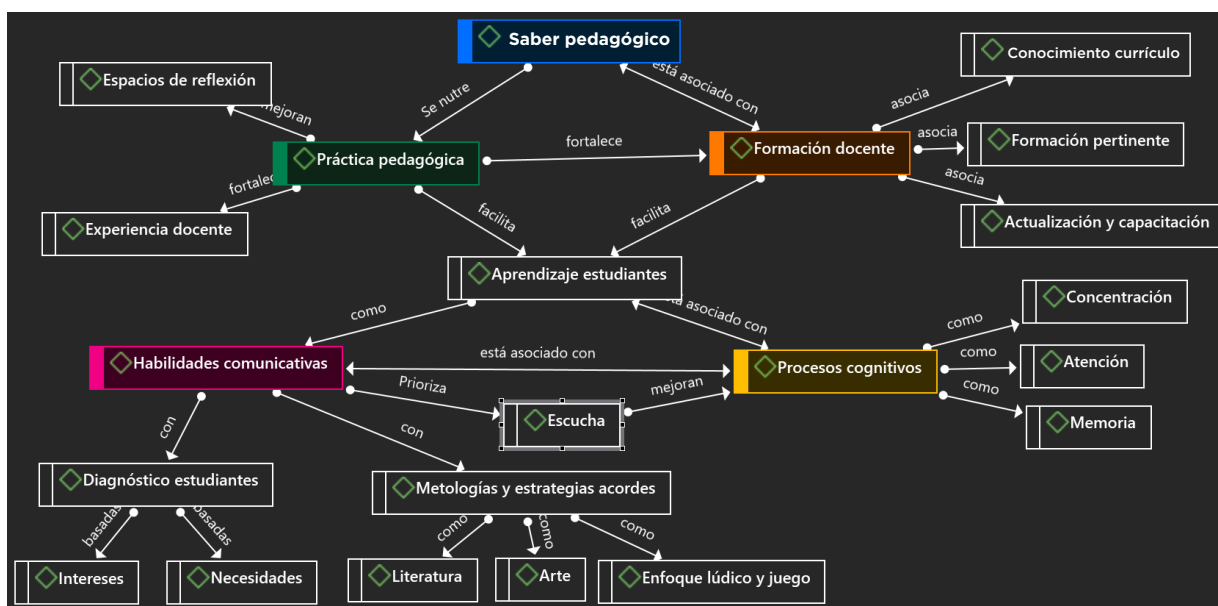 Saber pedagógico
Espacios de reflexión
mejoran
Se nutre
está asociado con
Conocimiento currículo
asocia
Práctica pedagógica
fortalece
Formación docente
asocia
Formación pertinente
fortalece
Experiencia docente
facilita
facilita
asocia
Actualización y capacitación
Aprendizaje estudiantes
como
está asociado con
como
Concentración
Habilidades comunicativas
está asociado con
Procesos cognitivos
como
Atención
Prioriza
Escucha
mejoran
como
Memoria
con
con
Diagnóstico estudiantes
Metologías y estrategias acordes
basadas
basadas
como
como
como
Intereses
Necesidades
Literatura
Arte
Enfoque lúdico y juego